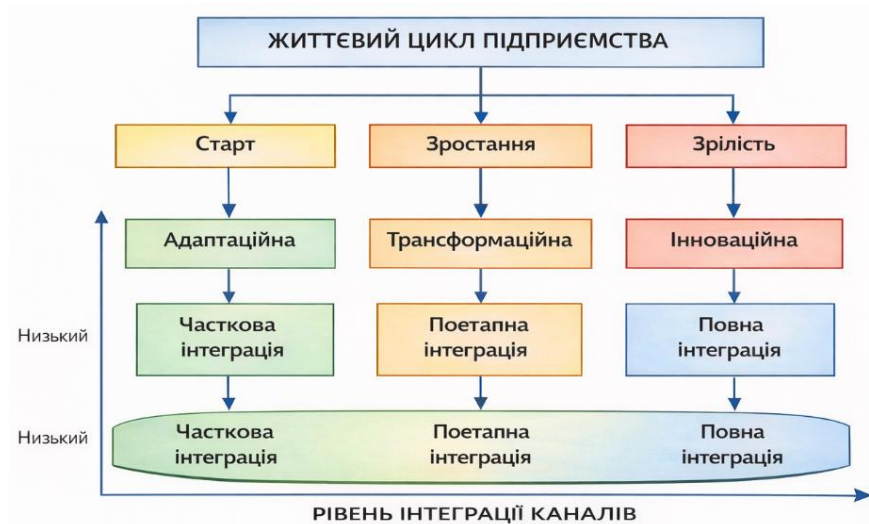 ЖИТТЄВИЙ ЦИКЛ ПІДПРИЄМСТВА
Старт
Зростання
Зрілість
Адаптаційна
Трансформаційна
Інноваційна
Низький
Часткова
інтеграція
Поетапна
інтеграція
Повна
інтеграція
Низький
Часткова
інтеграція
Поетапна
інтеграція
Повна
інтеграція
РІВЕНЬ ІНТЕГРАЦІЇ КАНАЛІВ